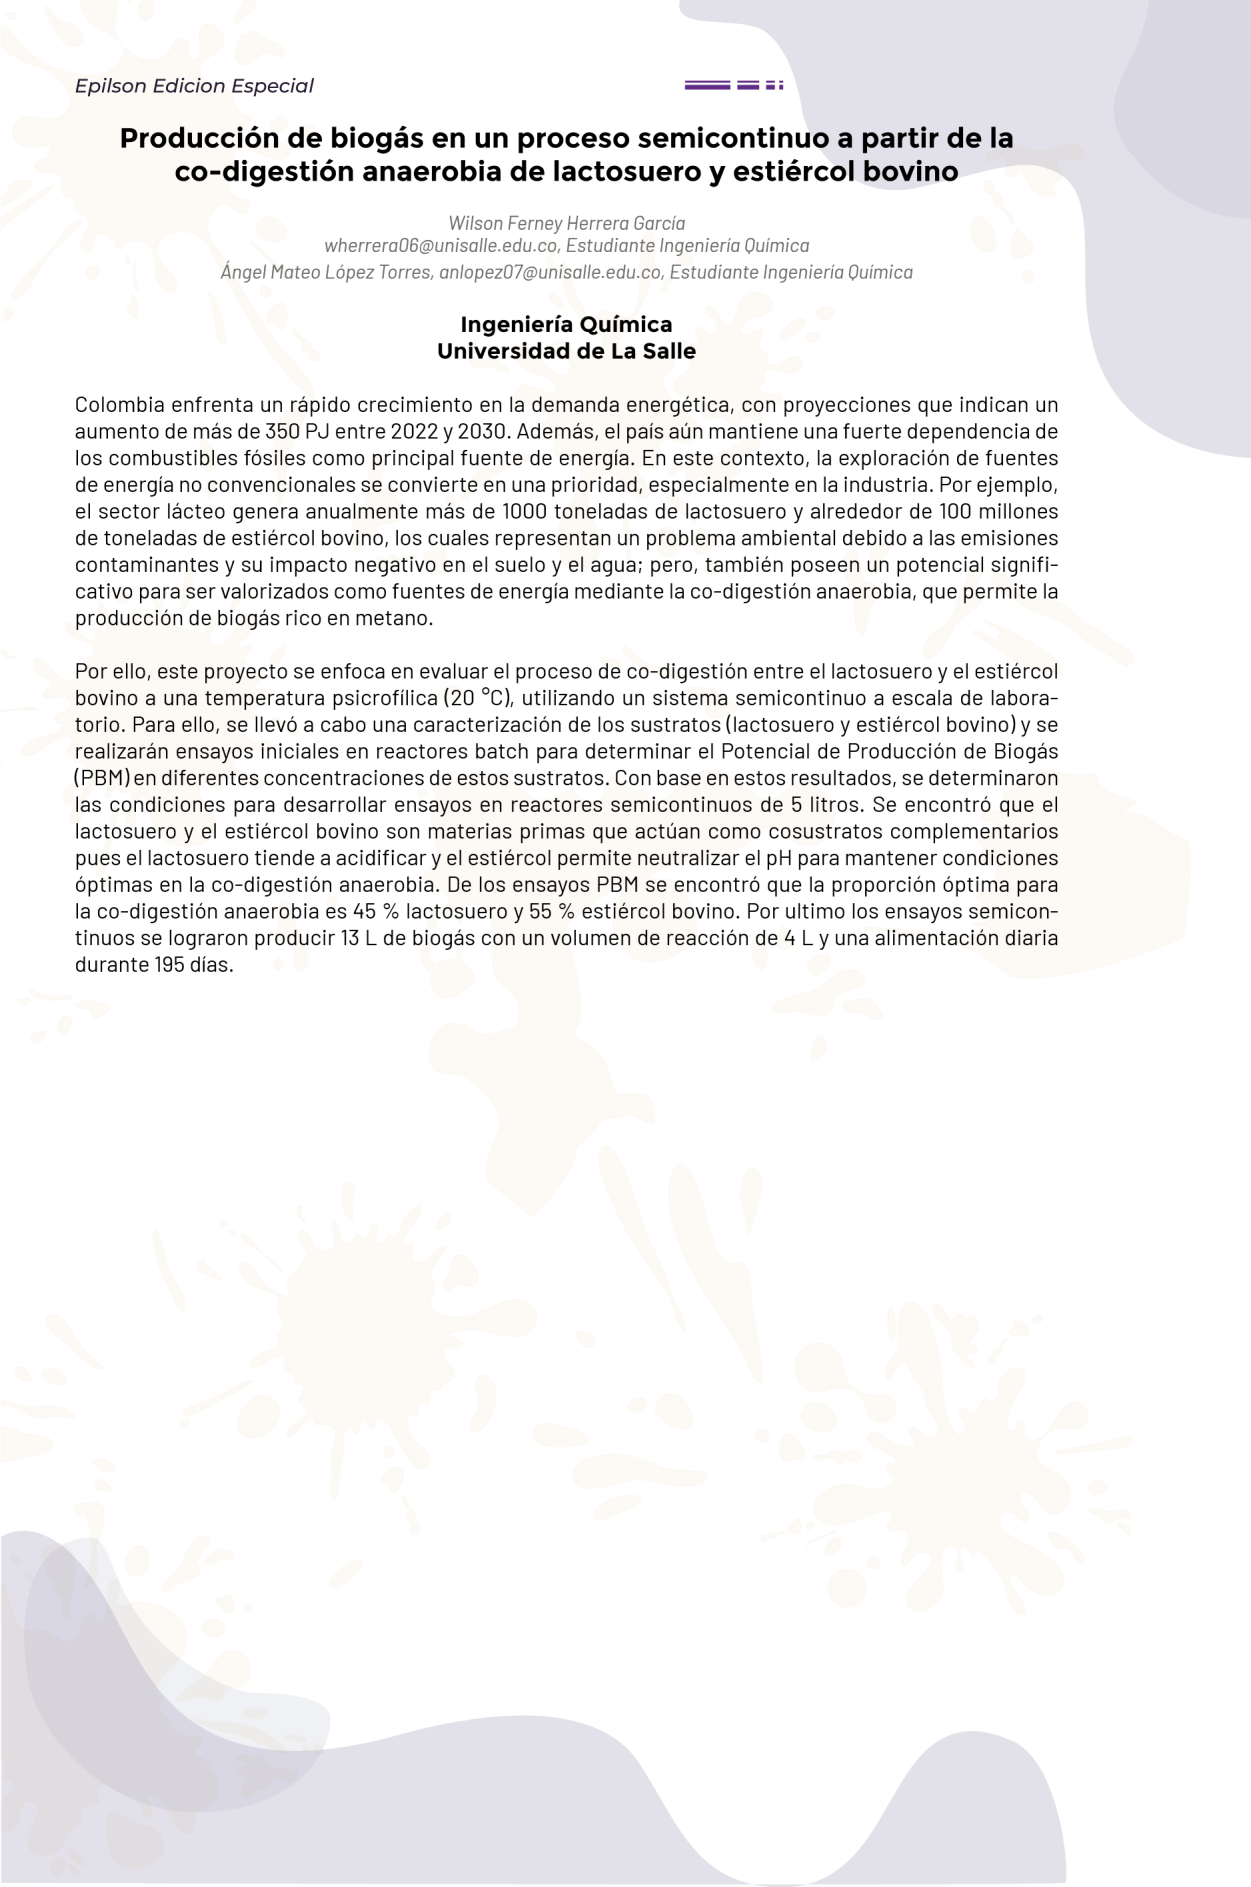 Epilson Edicion Especial
Producción de biogás en un proceso semicontinuo a partir de la
co-digestión anaerobia de lactosuero y estiércol bovino
Wilson Ferney Herrera García
wherrera06@unisalle.edu.co, Estudiante Ingeniería Química
Ángel Mateo López Torres, anlopez07@unisalle.edu.co, Estudiante Ingeniería Química
Ingeniería Química
Universidad de La Salle
Colombia enfrenta un rápido crecimiento en la demanda energética, con proyecciones que indican un
aumento de más de 350 PJ entre 2022 y 2030. Además, el país aún mantiene una fuerte dependencia de
los combustibles fósiles como principal fuente de energía. En este contexto, la exploración de fuentes
de energía no convencionales se convierte en una prioridad, especialmente en la industria. Por ejemplo,
el sector lácteo genera anualmente más de 1000 toneladas de lactosuero y alrededor de 100 millones
de toneladas de estiércol bovino, los cuales representan un problema ambiental debido a las emisiones
contaminantes y su impacto negativo en el suelo y el agua; pero, también poseen un potencial signifi-
cativo para ser valorizados como fuentes de energía mediante la co-digestión anaerobia, que permite la
producción de biogás rico en metano.
Por ello, este proyecto se enfoca en evaluar el proceso de co-digestión entre el lactosuero y el estiércol
bovino a una temperatura psicrofílica (20 °C), utilizando un sistema semicontinuo a escala de labora-
torio. Para ello, se llevó a cabo una caracterización de los sustratos (lactosuero y estiércol bovino) y se
realizarán ensayos iniciales en reactores batch para determinar el Potencial de Producción de Biogás
(PBM) en diferentes concentraciones de estos sustratos. Con base en estos resultados, se determinaron
las condiciones para desarrollar ensayos en reactores semicontinuos de 5 litros. Se encontró que el
lactosuero y el estiércol bovino son materias primas que actúan como cosustratos complementarios
pues el lactosuero tiende a acidificar y el estiércol permite neutralizar el pH para mantener condiciones
óptimas en la co-digestión anaerobia. De los ensayos PBM se encontró que la proporción óptima para
la co-digestión anaerobia es 45 % lactosuero y 55 % estiércol bovino. Por ultimo los ensayos semicon-
tinuos se lograron producir 13 L de biogás con un volumen de reacción de 4 L y una alimentación diaria
durante 195 días.